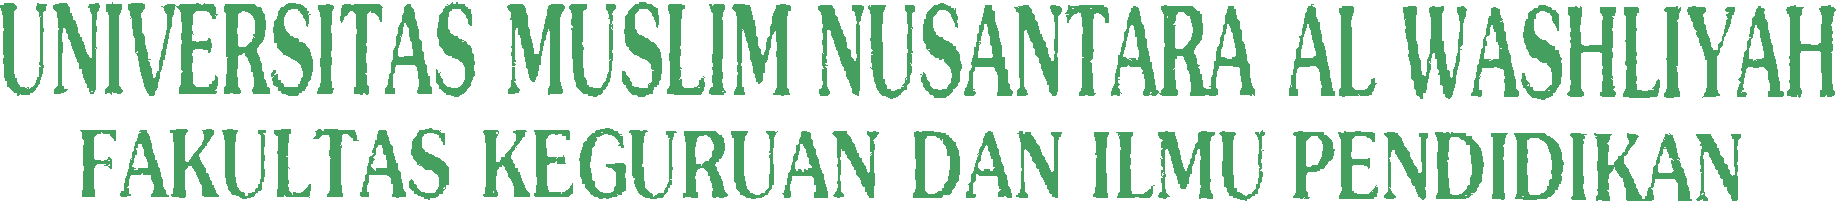 UNIVERSITAS MUSLIM NUSANTARA AL WASHLIYAH
FAKULTAS KEGURUAN DAN ILMU PENDIDIKAN